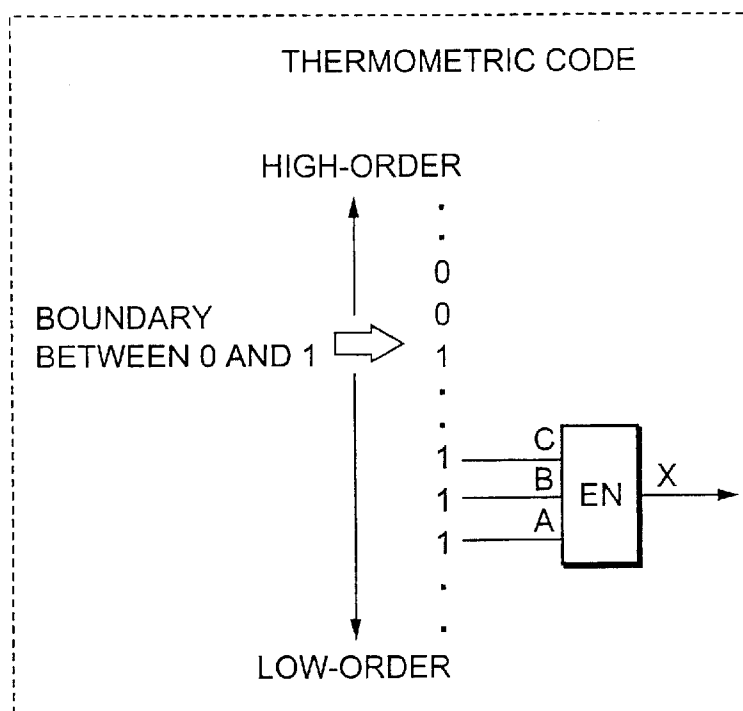 THERMOMETRIC CODE
HIGH-ORDER
.
.
0
0
BOUNDARY
BETWEEN 0 AND 1
1
.
.
1 C
1 B EN X
1 A
.
.
LOW-ORDER